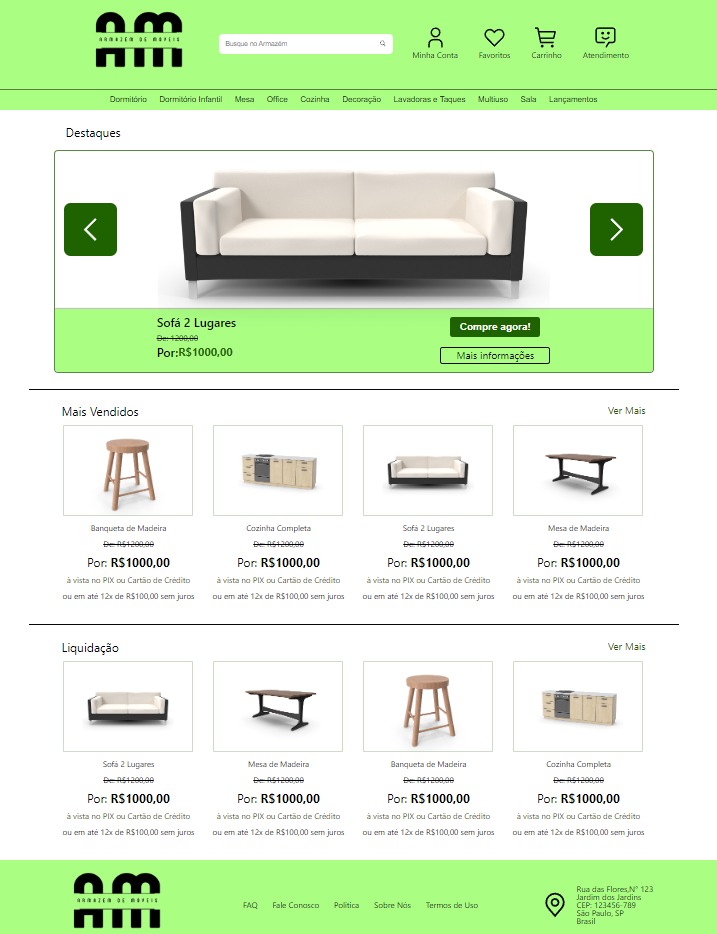 AM
ARMAZEM DE MOVEIS
Busque no Armazém
Minha Conta
Favoritos
Carrinho
Atendimento
Dormitório Dormitório Infantil Mesa Office Cozinha Decoração Lavadoras e Taques Multiuso Sala Lançamentos
Destaques
Sofá 2 Lugares
De: 1200,00
Por:R$1000,00
Compre agora!
Mais informações
Mais Vendidos
Ver Mais
Banqueta de Madeira
De: R$1200,00
Por: R$1000,00
à vista no PIX ou Cartão de Crédito
ou em até 12x de R$100,00 sem juros
Cozinha Completa
De: R$1200,00
Por: R$1000,00
à vista no PIX ou Cartão de Crédito
ou em até 12x de R$100,00 sem juros
Sofá 2 Lugares
De: R$1200,00
Por: R$1000,00
à vista no PIX ou Cartão de Crédito
ou em até 12x de R$100,00 sem juros
Mesa de Madeira
De: R$1200,00
Por: R$1000,00
à vista no PIX ou Cartão de Crédito
ou em até 12x de R$100,00 sem juros
Liquidação
Ver Mais
Sofá 2 Lugares
De: R$1200,00
Por: R$1000,00
à vista no PIX ou Cartão de Crédito
ou em até 12x de R$100,00 sem juros
Mesa de Madeira
De: R$1200,00
Por: R$1000,00
à vista no PIX ou Cartão de Crédito
ou em até 12x de R$100,00 sem juros
Banqueta de Madeira
De: R$1200,00
Por: R$1000,00
à vista no PIX ou Cartão de Crédito
ou em até 12x de R$100,00 sem juros
Cozinha Completa
De: R$1200,00
Por: R$1000,00
à vista no PIX ou Cartão de Crédito
ou em até 12x de R$100,00 sem juros
AM
ARMAZEM DE MOVEIS
FAQ Fale Conosco Politica Sobre Nós Termos de Uso
Rua das Flores,N° 123
Jardim dos Jardins
CEP: 123456-789
São Paulo, SP
Brasil